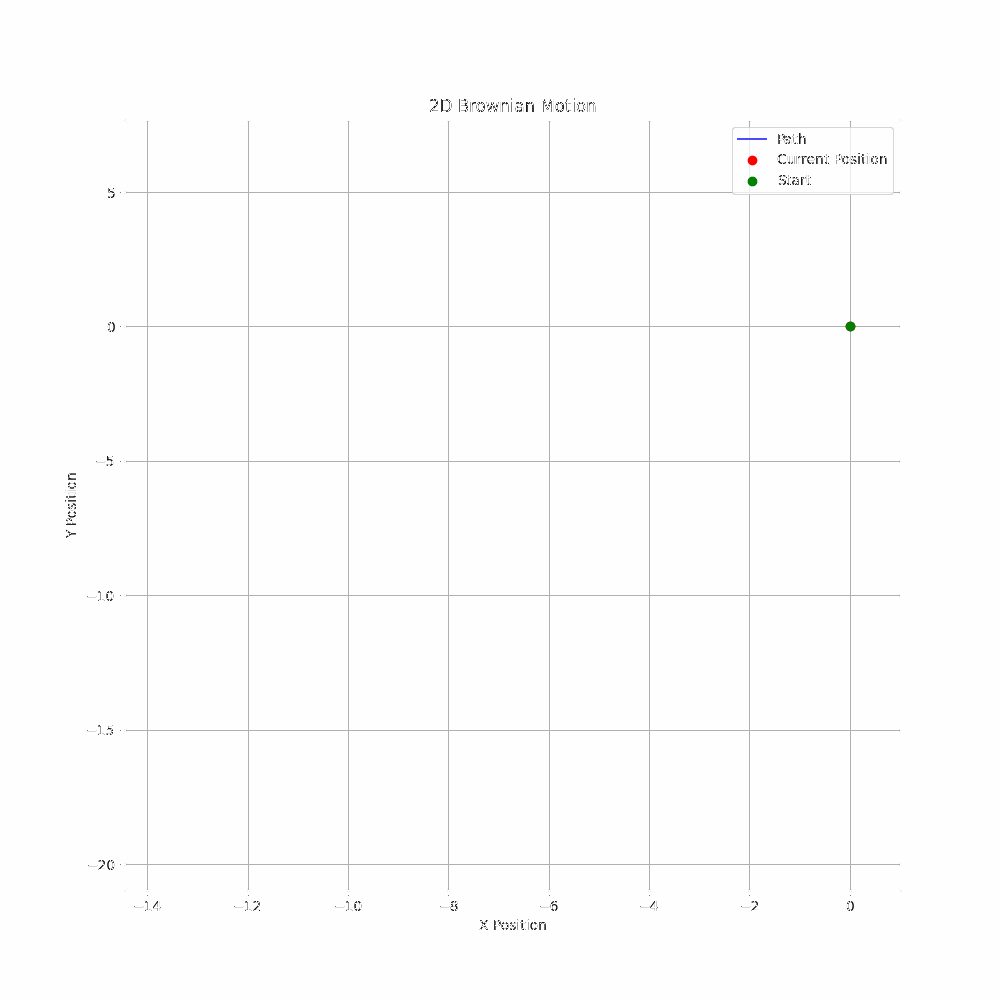 2D Brownian Motion
Path
Current Position
Start
5
0
−5
−10
−15
−20
Y Position
−14 −12 −10 −8 −6 −4 −2 0
X Position